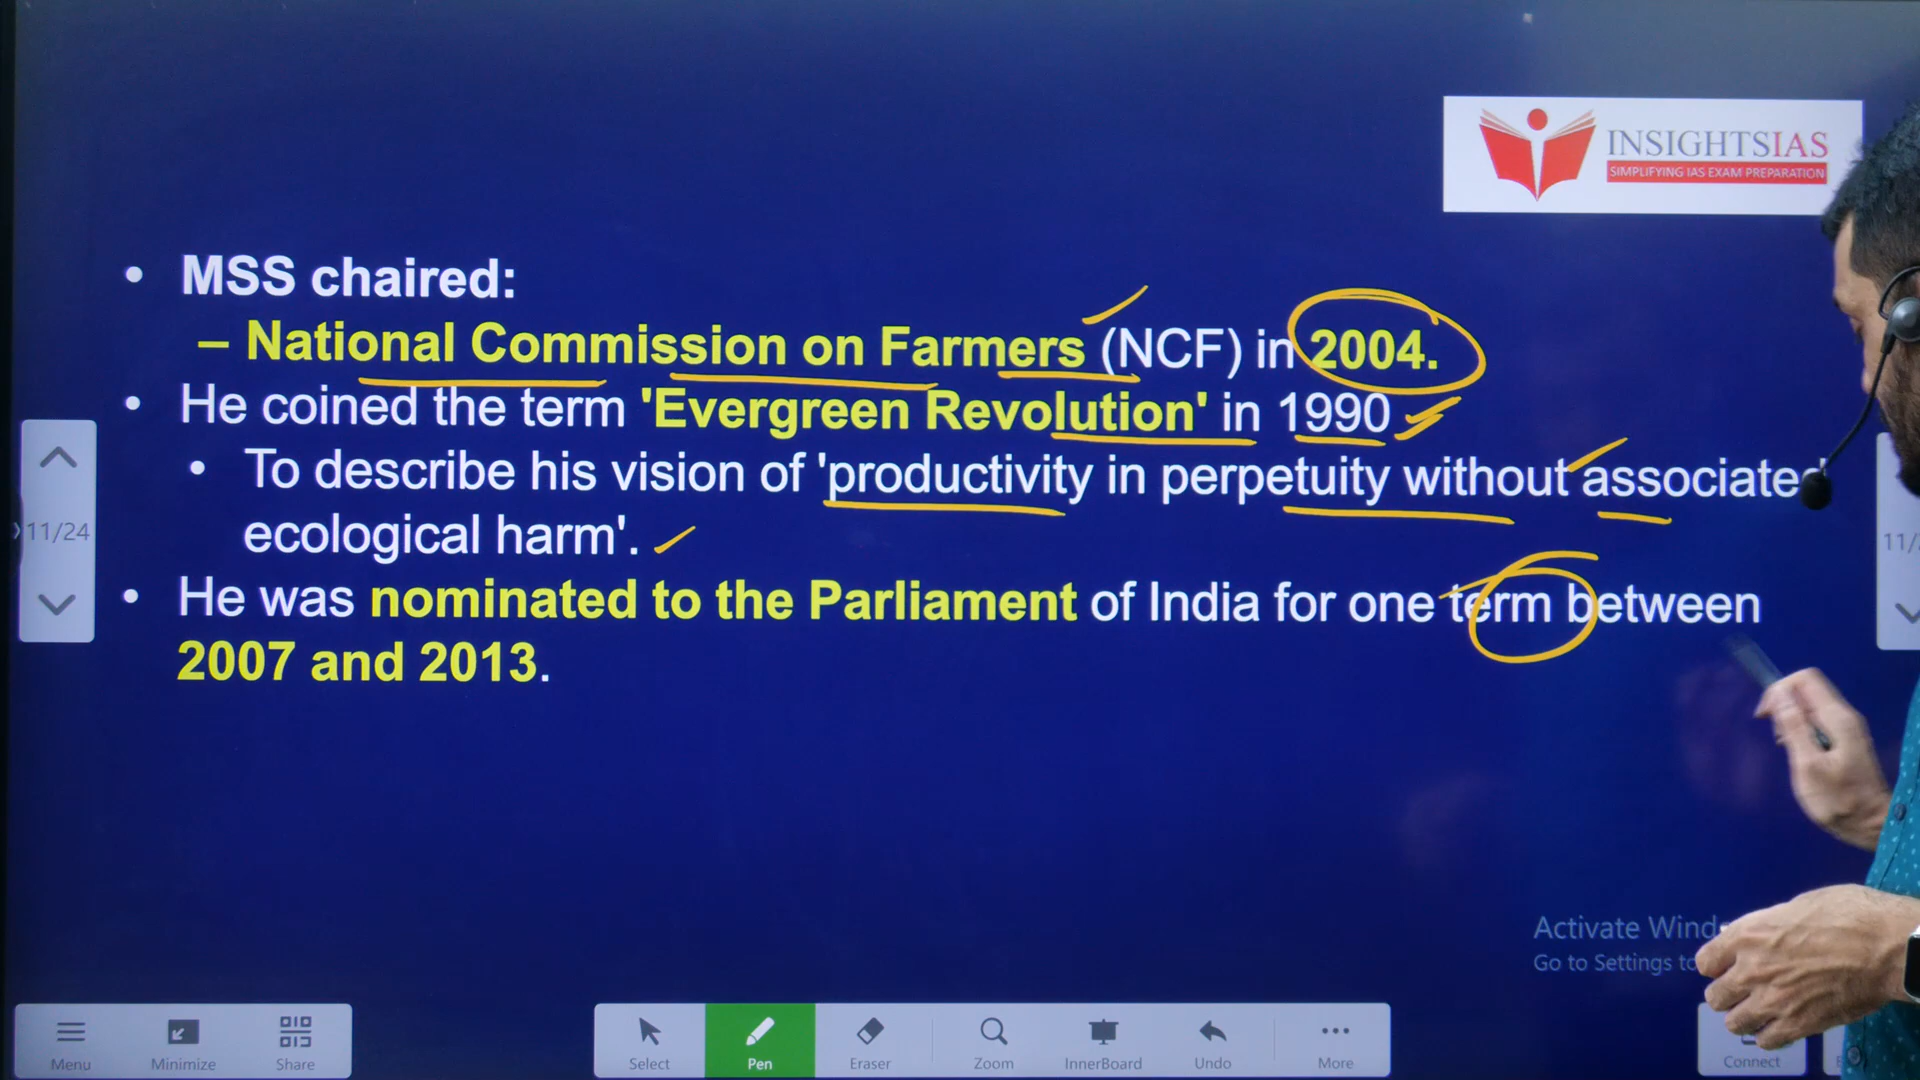 INSIGHTSIAS
SIMPLIFYING IAS EXAM PREPARATION
• MSS chaired:
– National Commission on Farmers (NCF) in 2004.
• He coined the term 'Evergreen Revolution' in 1990
• To describe his vision of 'productivity in perpetuity without associated
ecological harm'.
• He was nominated to the Parliament of India for one term between
2007 and 2013.
11/24
11/
Activate Wind
Go to Settings to
Menu Minimize Share Select Pen Eraser Zoom InnerBoard Undo More Connect